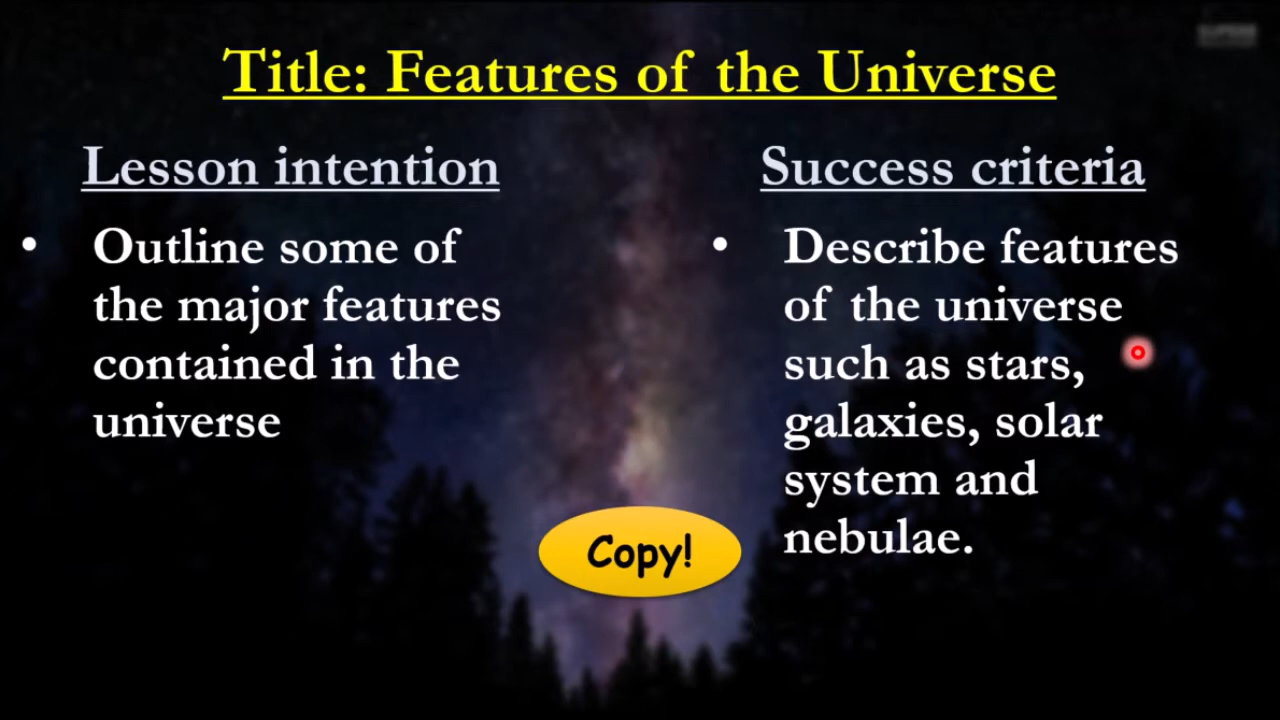 Title: Features of the Universe
Lesson intention
• Outline some of
the major features
contained in the
universe
Success criteria
• Describe features
of the universe
such as stars,
galaxies, solar
system and
nebulae.
Copy!